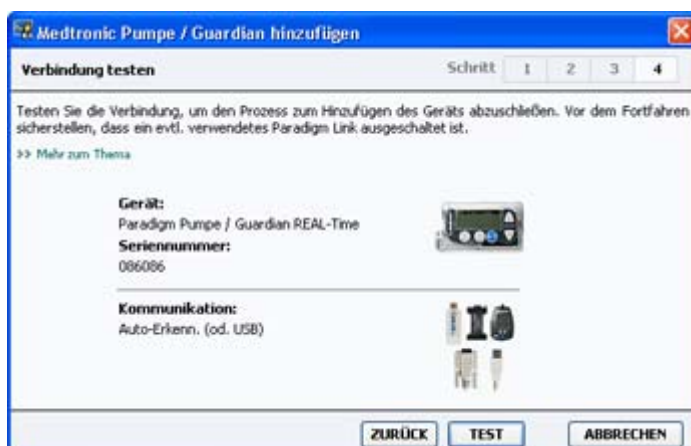 Medtronic Pumpe / Guardian hinzufügen
Verbindung testen
Schritt 1 2 3 4
Testen Sie die Verbindung, um den Prozess zum Hinzufügen des Geräts abzuschließen. Vor dem Fortfahren
sicherstellen, dass ein evtl. verwendetes Paradigm Link ausgeschaltet ist.
>> Mehr zum Thema
Gerät:
Paradigm Pumpe / Guardian REAL-Time
Seriennummer:
086086
Kommunikation:
Auto-Erkenn. (od. USB)
ZURÜCK TEST ABBRECHEN